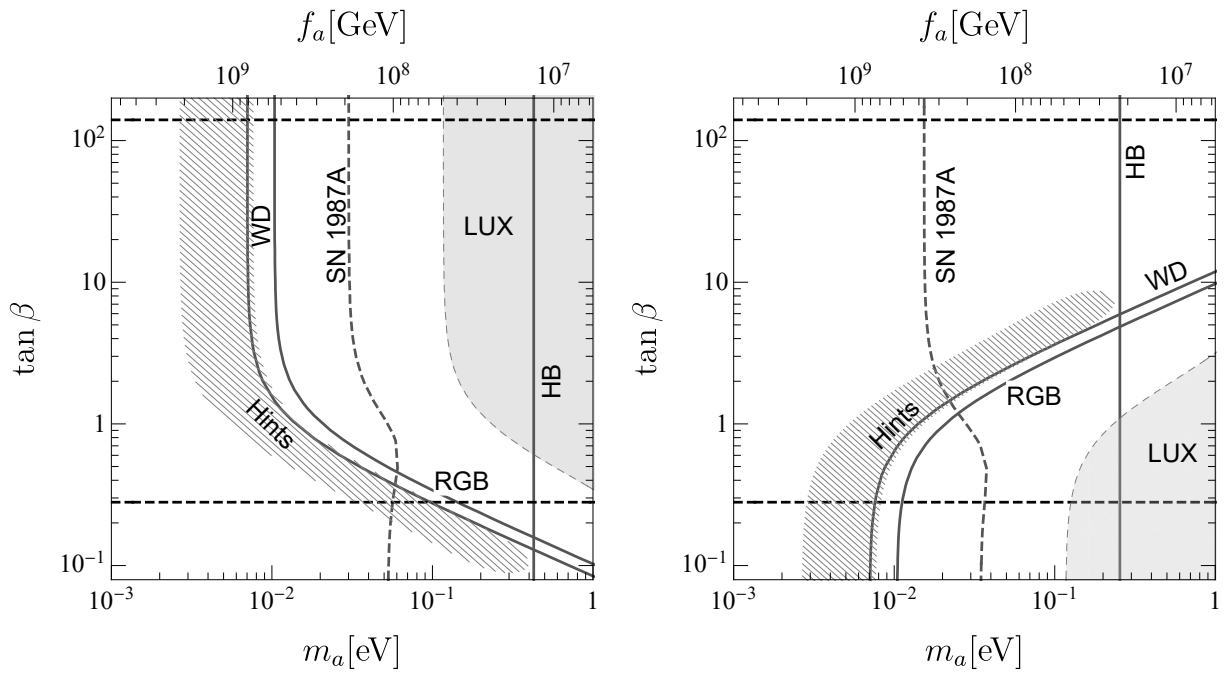 f_a[GeV]
10^9 10^8 10^7
10^2
10
1
10^-1
tan β
WD
SN 1987A
LUX
HB
Hints
RGB
10^-3 10^-2 10^-1 1
m_a[eV]
f_a[GeV]
10^9 10^8 10^7
10^2
10
1
10^-1
tan β
HB
SN 1987A
WD
RGB
Hints
LUX
10^-3 10^-2 10^-1 1
m_a[eV]